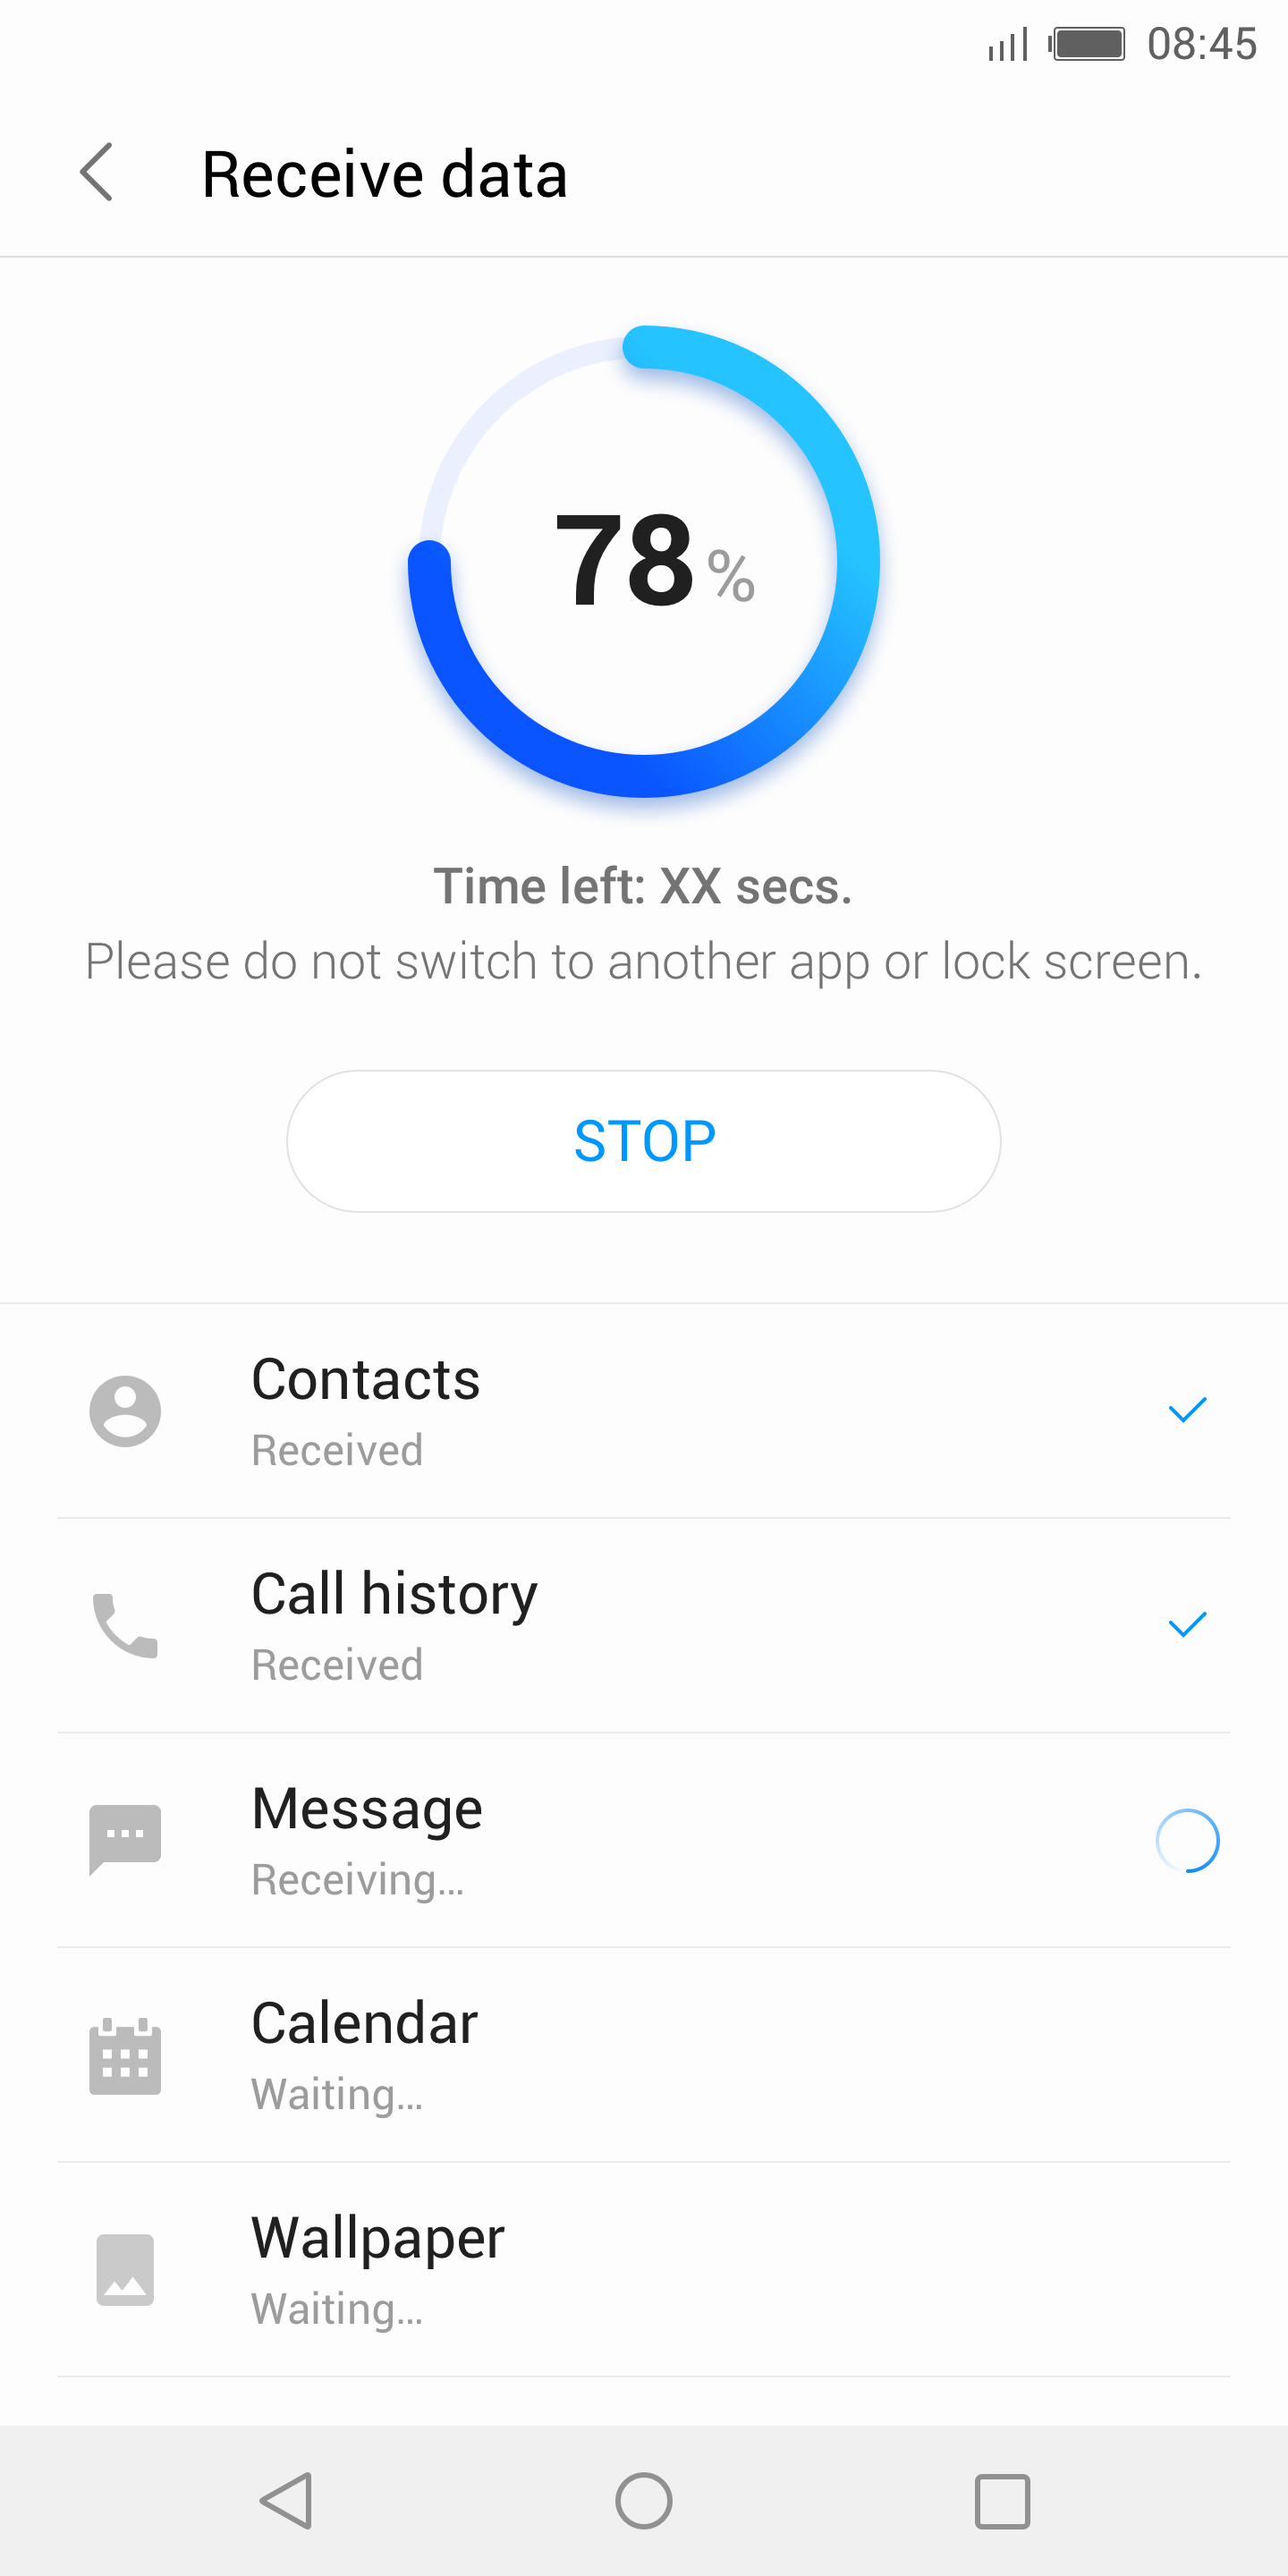 08:45
Receive data
78 %
Time left: XX secs.
Please do not switch to another app or lock screen.
STOP
Contacts
Received
Call history
Received
Message
Receiving...
Calendar
Waiting...
Wallpaper
Waiting...